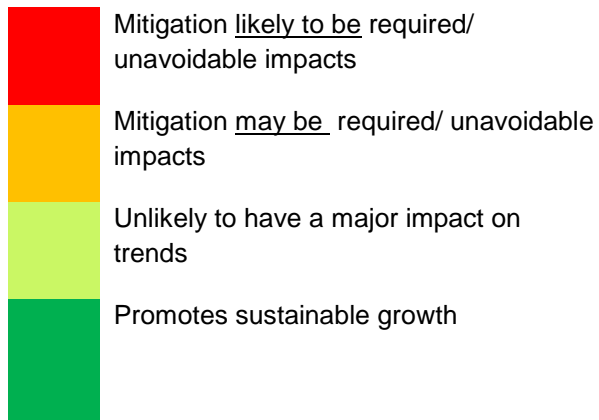 Mitigation likely to be required/
unavoidable impacts
Mitigation may be  required/ unavoidable
impacts
Unlikely to have a major impact on
trends
Promotes sustainable growth